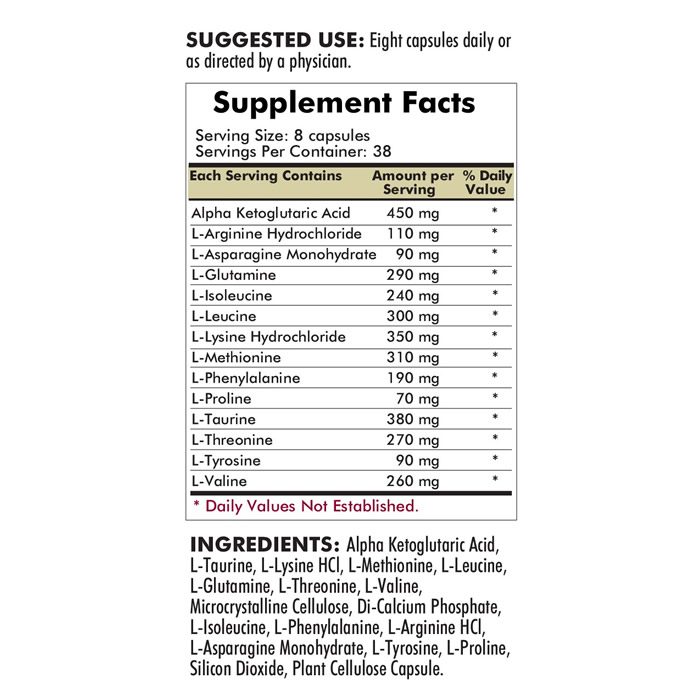 SUGGESTED USE: Eight capsules daily or
as directed by a physician.
Supplement Facts
Serving Size: 8 capsules
Servings Per Container: 38
Each Serving Contains Amount per Serving % Daily Value
Alpha Ketoglutaric Acid 450 mg *
L-Arginine Hydrochloride 110 mg *
L-Asparagine Monohydrate 90 mg *
L-Glutamine 290 mg *
L-Isoleucine 240 mg *
L-Leucine 300 mg *
L-Lysine Hydrochloride 350 mg *
L-Methionine 310 mg *
L-Phenylalanine 190 mg *
L-Proline 70 mg *
L-Taurine 380 mg *
L-Threonine 270 mg *
L-Tyrosine 90 mg *
L-Valine 260 mg *
* Daily Values Not Established.
INGREDIENTS: Alpha Ketoglutaric Acid,
L-Taurine, L-Lysine HCl, L-Methionine, L-Leucine,
L-Glutamine, L-Threonine, L-Valine,
Microcrystalline Cellulose, Di-Calcium Phosphate,
L-Isoleucine, L-Phenylalanine, L-Arginine HCl,
L-Asparagine Monohydrate, L-Tyrosine, L-Proline,
Silicon Dioxide, Plant Cellulose Capsule.